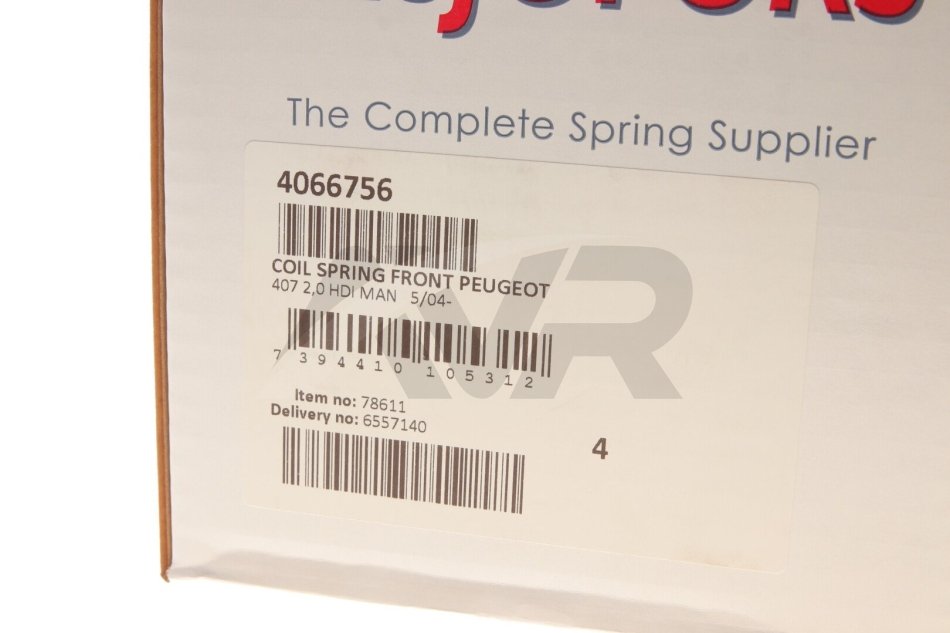 The Complete Spring Supplier
4066756
COIL SPRING FRONT PEUGEOT
407 2,0 HDI MAN 5/04-
7 394410 105312
Item no: 78611
Delivery no: 6557140
4